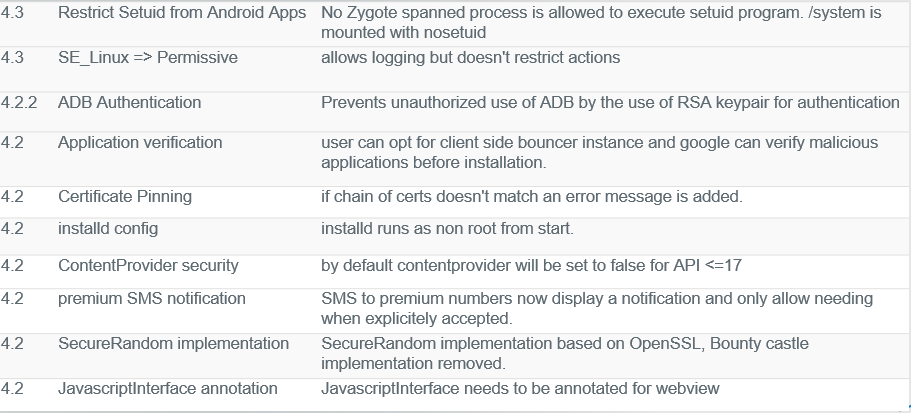 4.3 Restrict Setuid from Android Apps No Zygote spanned process is allowed to execute setuid program. /system is
mounted with nosetuid
4.3 SE_Linux => Permissive allows logging but doesn't restrict actions
4.2.2 ADB Authentication Prevents unauthorized use of ADB by the use of RSA keypair for authentication
4.2 Application verification user can opt for client side bouncer instance and google can verify malicious
applications before installation.
4.2 Certificate Pinning if chain of certs doesn't match an error message is added.
4.2 installd config installd runs as non root from start.
4.2 ContentProvider security by default contentprovider will be set to false for API <=17
4.2 premium SMS notification SMS to premium numbers now display a notification and only allow needing
when explicitely accepted.
4.2 SecureRandom implementation SecureRandom implementation based on OpenSSL, Bounty castle
implementation removed.
4.2 JavascriptInterface annotation JavascriptInterface needs to be annotated for webview